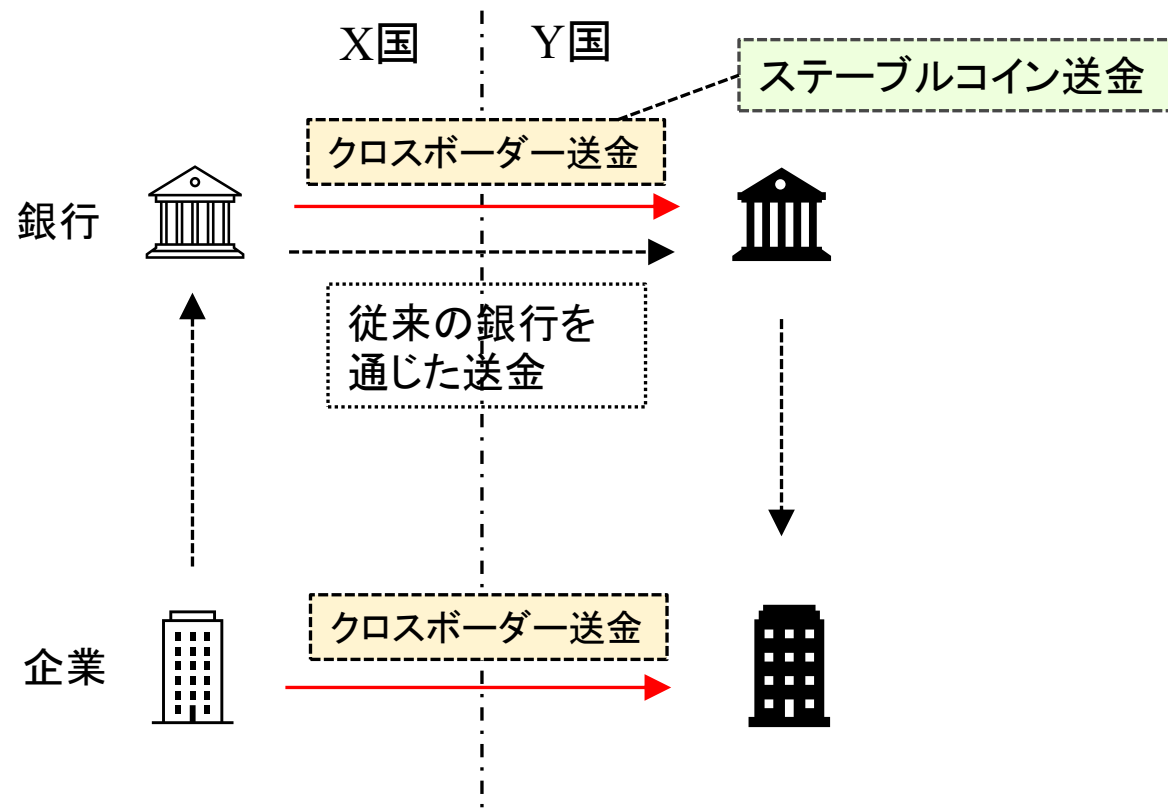 X国
Y国
ステーブルコイン送金
クロスボーダー送金
銀行
従来の銀行を
通じた送金
クロスボーダー送金
企業